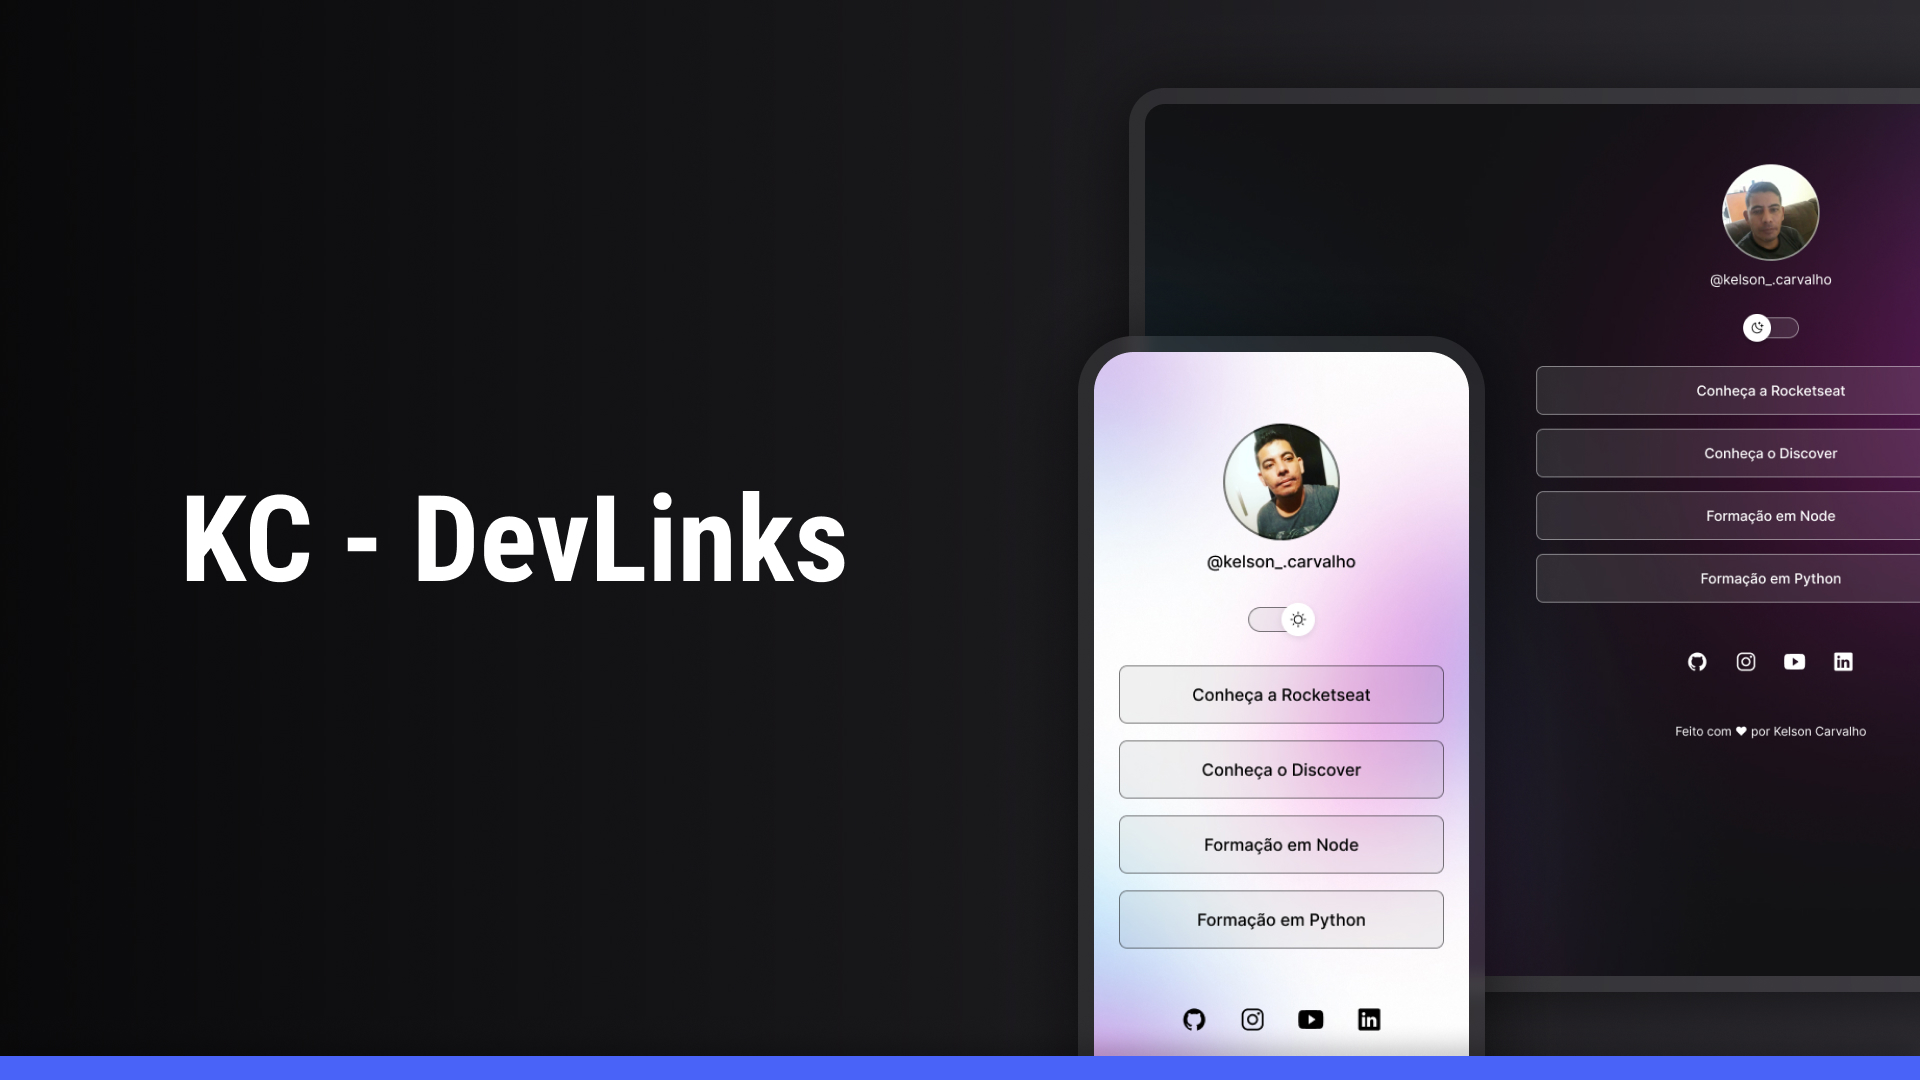 KC - DevLinks
@kelson_.carvalho
Conheça a Rocketseat
Conheça o Discover
Formação em Node
Formação em Python
@kelson_.carvalho
Conheça a Rocketseat
Conheça o Discover
Formação em Node
Formação em Python
Feito com ♥ por Kelson Carvalho